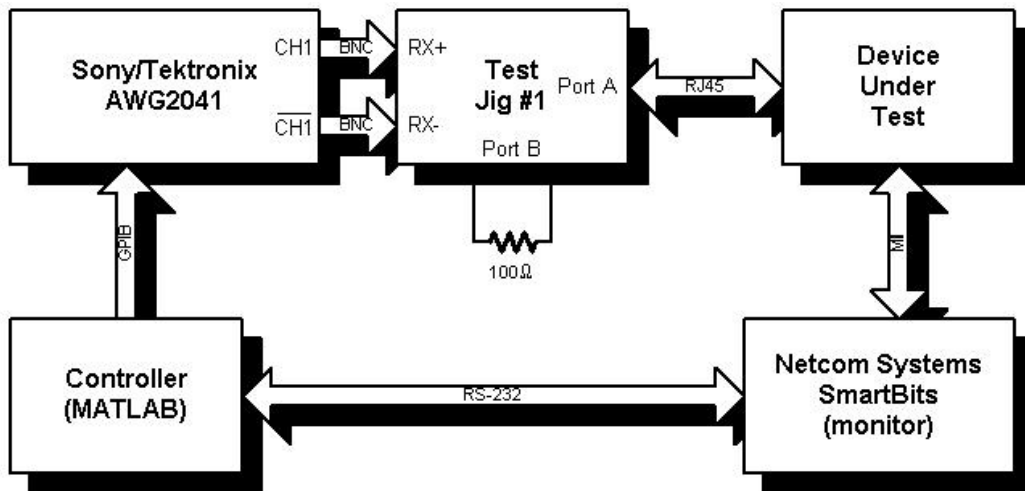 Sony/Tektronix
AWG2041
CH1
CH1
BNC
BNC
RX+
RX-
Test
Jig #1
Port A
Port B
RJ45
Device
Under
Test
100Ω
GPIB
MII
Controller
(MATLAB)
RS-232
Netcom Systems
SmartBits
(monitor)